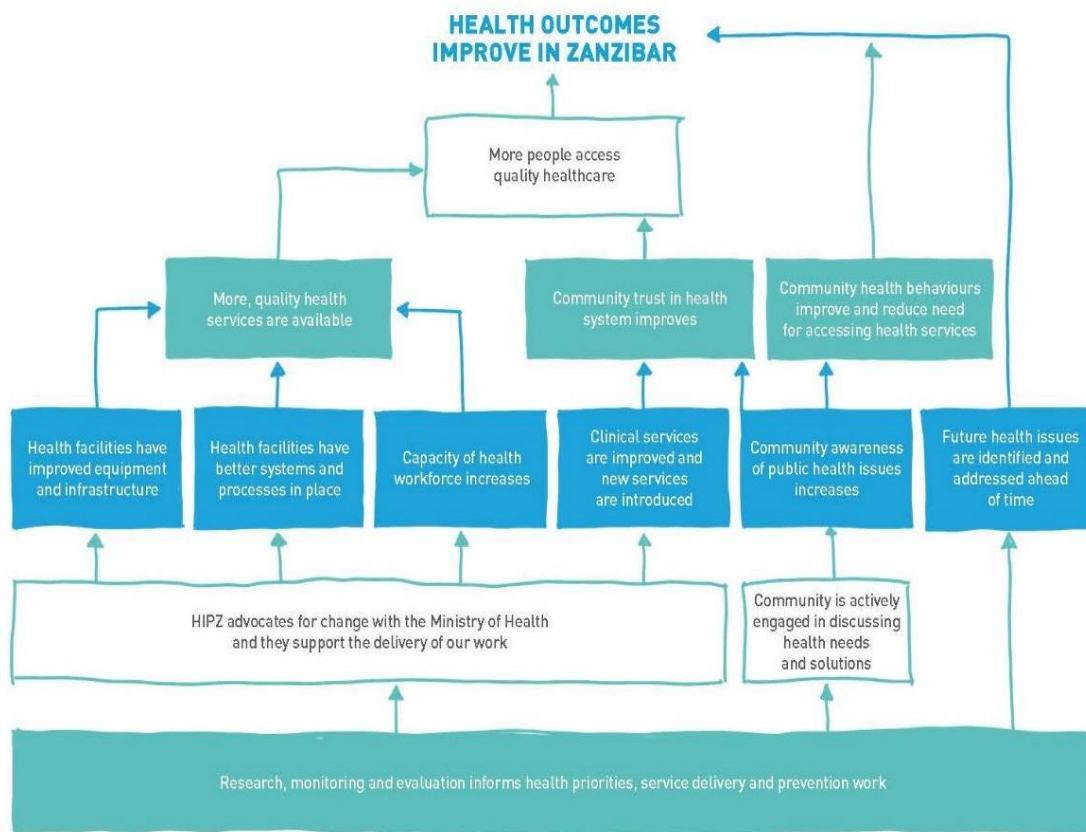 HEALTH OUTCOMES
IMPROVE IN ZANZIBAR
More people access
quality healthcare
More, quality health
services are available
Community trust in health
system improves
Community health behaviours
improve and reduce need
for accessing health services
Health facilities have
improved equipment
and infrastructure
Health facilities have
better systems and
processes in place
Capacity of health
workforce increases
Clinical services
are improved and
new services
are introduced
Community awareness
of public health issues
increases
Future health issues
are identified and
addressed ahead
of time
HIPZ advocates for change with the Ministry of Health
and they support the delivery of our work
Community is actively
engaged in discussing
health needs
and solutions
Research, monitoring and evaluation informs health priorities, service delivery and prevention work